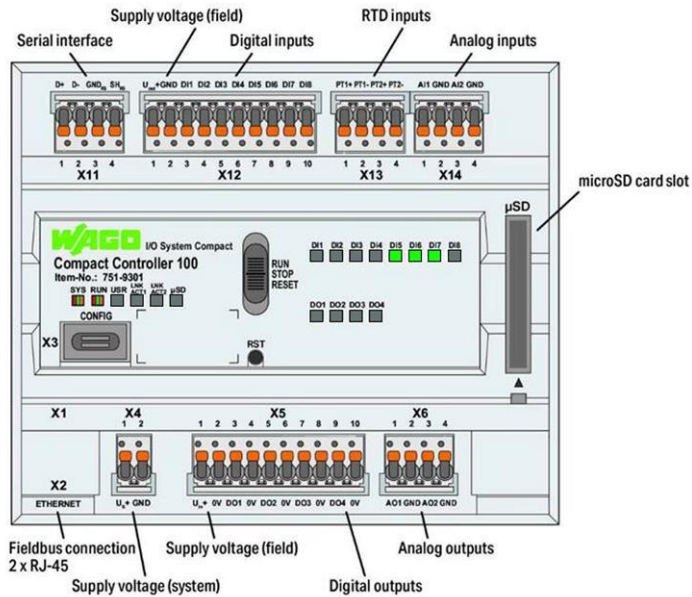 Supply voltage (field)
RTD inputs
Serial interface
Digital inputs
Analog inputs
D+ D- GND SH
U +GND DI1 DI2 DI3 DI4 DI5 DI6 DI7 DI8
PT1+ PT1- PT2+ PT2-
AI1 GND AI2 GND
1 2 3 4
1 2 3 4 5 6 7 8 9 10
1 2 3 4
1 2 3 4
X11
X12
X13
X14
microSD card slot
µSD
WAGO I/O System Compact
Compact Controller 100
Item-No.: 751-9301
SYS RUN USR LNK ACT1 LNK ACT2 µSD
CONFIG
X3
RUN
STOP
RESET
RST
DI1 DI2 DI3 DI4 DI5 DI6 DI7 DI8
DO1 DO2 DO3 DO4
X1
X4
X5
X6
1 2
1 2 3 4 5 6 7 8 9 10
1 2 3 4
X2
ETHERNET
U + GND
U + 0V DO1 0V DO2 0V DO3 0V DO4 0V
AO1 GND AO2 GND
Fieldbus connection
2 x RJ-45
Supply voltage (field)
Analog outputs
Supply voltage (system)
Digital outputs